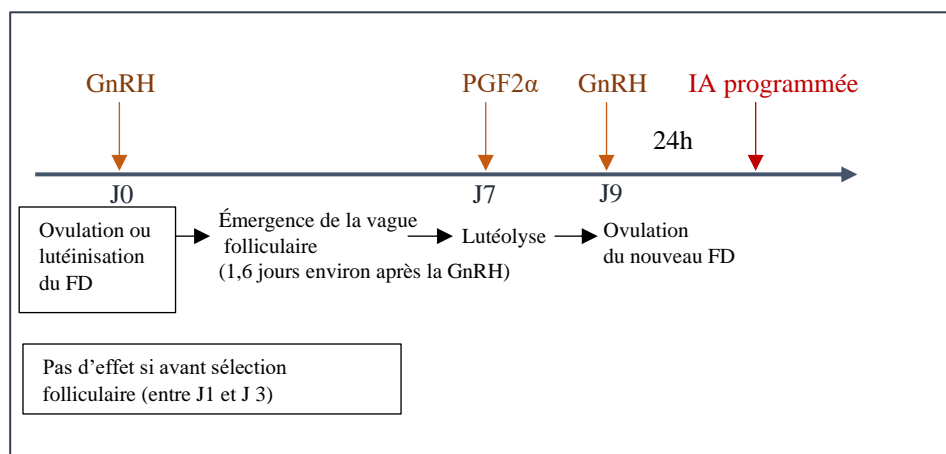 GnRH PGF2α GnRH IA programmée
24h
J0 J7 J9
Ovulation ou
lutéinisation
du FD
Émergence de la vague
folliculaire
(1,6 jours environ après la GnRH)
Lutéolyse
Ovulation
du nouveau FD
Pas d’effet si avant sélection
folliculaire (entre J1 et J 3)